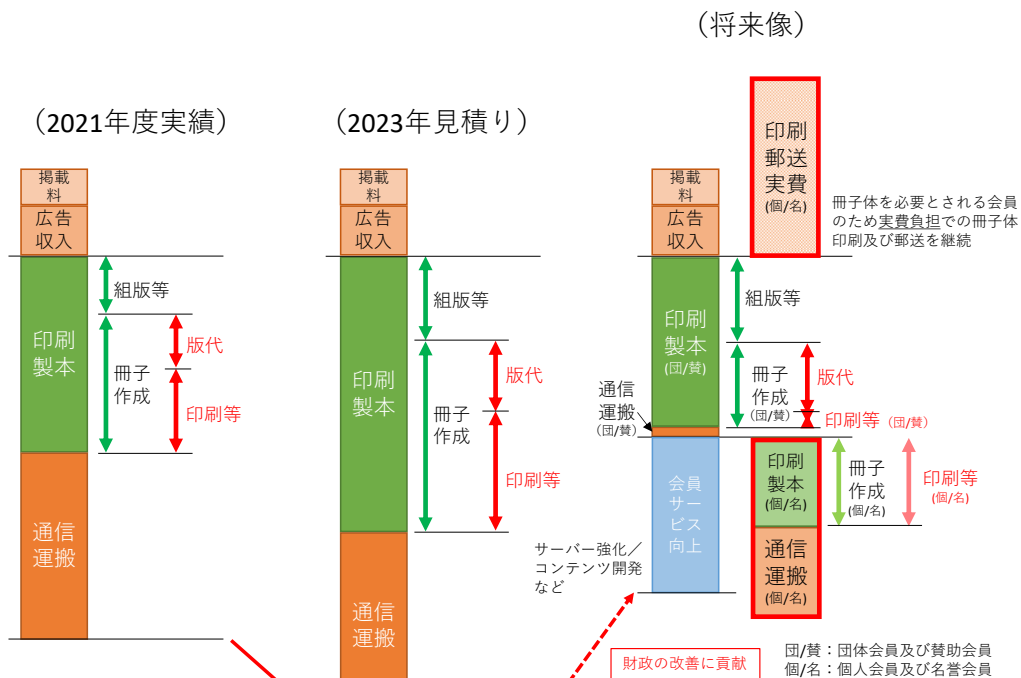 (将来像)
(2021年度実績)
(2023年見積り)
掲載
料
広告
収入
印刷
製本
通信
運搬
組版等
冊子
作成
版代
印刷等
掲載
料
広告
収入
印刷
製本
通信
運搬
組版等
冊子
作成
版代
印刷等
掲載
料
広告
収入
印刷
製本
(団/賛)
通信
運搬
(団/賛)
会員
サー
ビス
向上
サーバー強化/
コンテンツ開発
など
組版等
冊子
作成
(団/賛)
版代
印刷等(団/賛)
印刷
郵送
実費
(個/名)
冊子体を必要とされる会員
のため実費負担での冊子体
印刷及び郵送を継続
印刷
製本
(個/名)
通信
運搬
(個/名)
冊子
作成
(個/名)
印刷等
(個/名)
財政の改善に貢献
団/賛:団体会員及び賛助会員
個/名:個人会員及び名誉会員